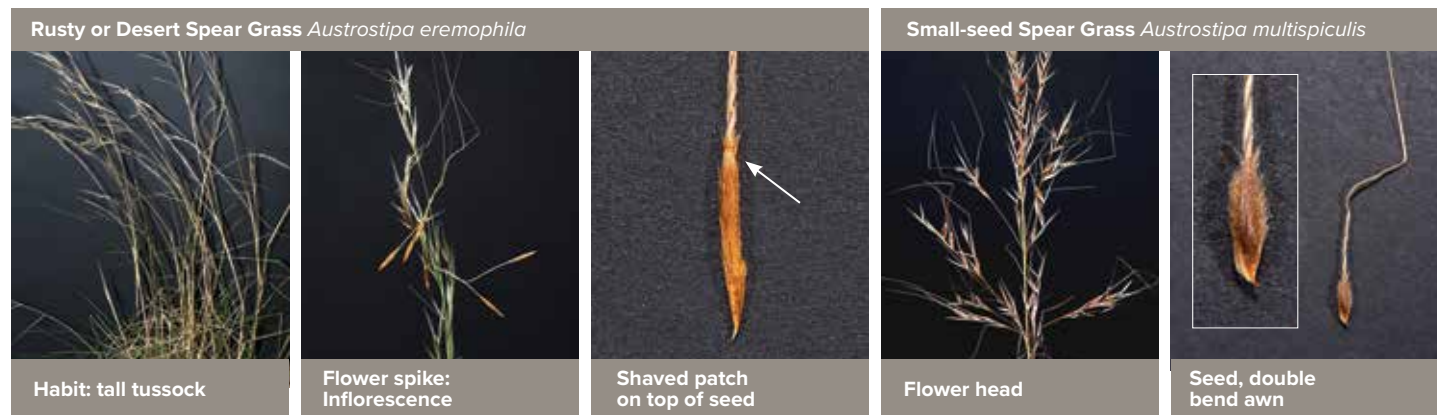 Rusty or Desert Spear Grass Austrostipa eremophila
Small-seed Spear Grass Austrostipa multispiculis
Habit: tall tussock
Flower spike:
Inflorescence
Shaved patch
on top of seed
Flower head
Seed, double
bend awn